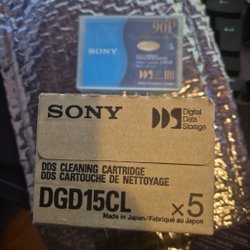 90P
SONY
SONY
Digital
Data
Storage
DDS CLEANING CARTRIDGE
DDS CARTOUCHE DE NETTOYAGE
DGD15CL
x5
Made in Japan/Fabriqué au Japon